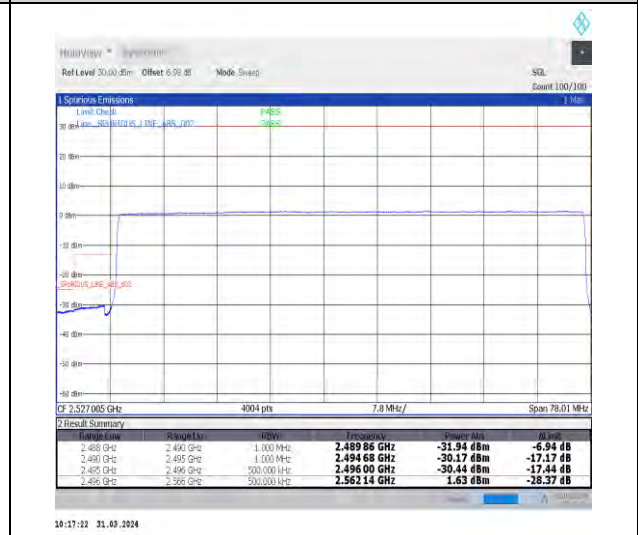 MultiView Spectrum
Ref Level 30.00 dBm Offset 6.98 dB Mode Sweep SGL
Count 100/100
1 Spurious Emissions 1 Max
Limit Check PASS
30 dBm Line _SPURIOUS_LINE_ABS_002 PASS
20 dBm
10 dBm
0 dBm
-10 dBm
-20 dBm
_SPURIOUS_LINE_ABS_002
-30 dBm
-40 dBm
-50 dBm
-60 dBm
CF 2.527005 GHz 4004 pts 7.8 MHz/ Span 78.01 MHz
2 Result Summary
Range Low Range Up RBW Frequency Power Abs ΔLimit
2.488 GHz 2.490 GHz 1.000 MHz 2.489 86 GHz -31.94 dBm -6.94 dB
2.490 GHz 2.495 GHz 1.000 MHz 2.494 68 GHz -30.17 dBm -17.17 dB
2.495 GHz 2.496 GHz 500.000 kHz 2.496 00 GHz -30.44 dBm -17.44 dB
2.496 GHz 2.566 GHz 500.000 kHz 2.562 14 GHz 1.63 dBm -28.37 dB
10:17:22 31.03.2024